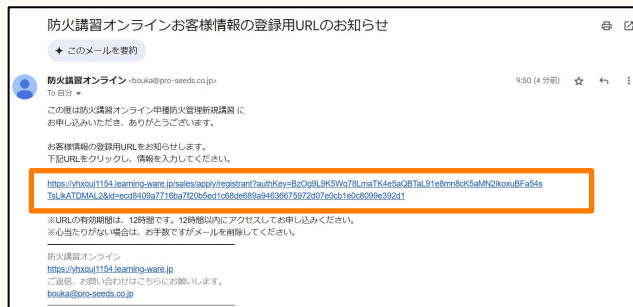 防火講習オンラインお客様情報の登録用URLのお知らせ
このメールを要約
防火講習オンライン <bouka@pro-seeds.co.jp>
9:50 (4 分前)
To 自分
この度は防火講習オンライン甲種防火管理新規講習 に
お申し込みいただき、ありがとうございます。
お客様情報の登録用URLをお知らせします。
下記URLをクリックし、情報を入力してください。
https://yhxquj1154.learning-ware.jp/sales/apply/registrant?authKey=BzOg9L9K5Wq78LmaTK4e5aQBTaL91e8mn8cK5aMN2lkoxuBFa54s
TsLikATDMAL2&id=ecd8409a7716ba7f20b5ed1c68de689a94636675972d07e0cb1e0c8099e392d1
※URLの有効期間は、12時間です。12時間以内にアクセスしてお申し込みください。
※心当たりがない場合は、お手数ですがメールを削除してください。
防火講習オンライン
https://yhxquj1154.learning-ware.jp
ご返信、お問い合わせはこちらにお願いします。
bouka@pro-seeds.co.jp